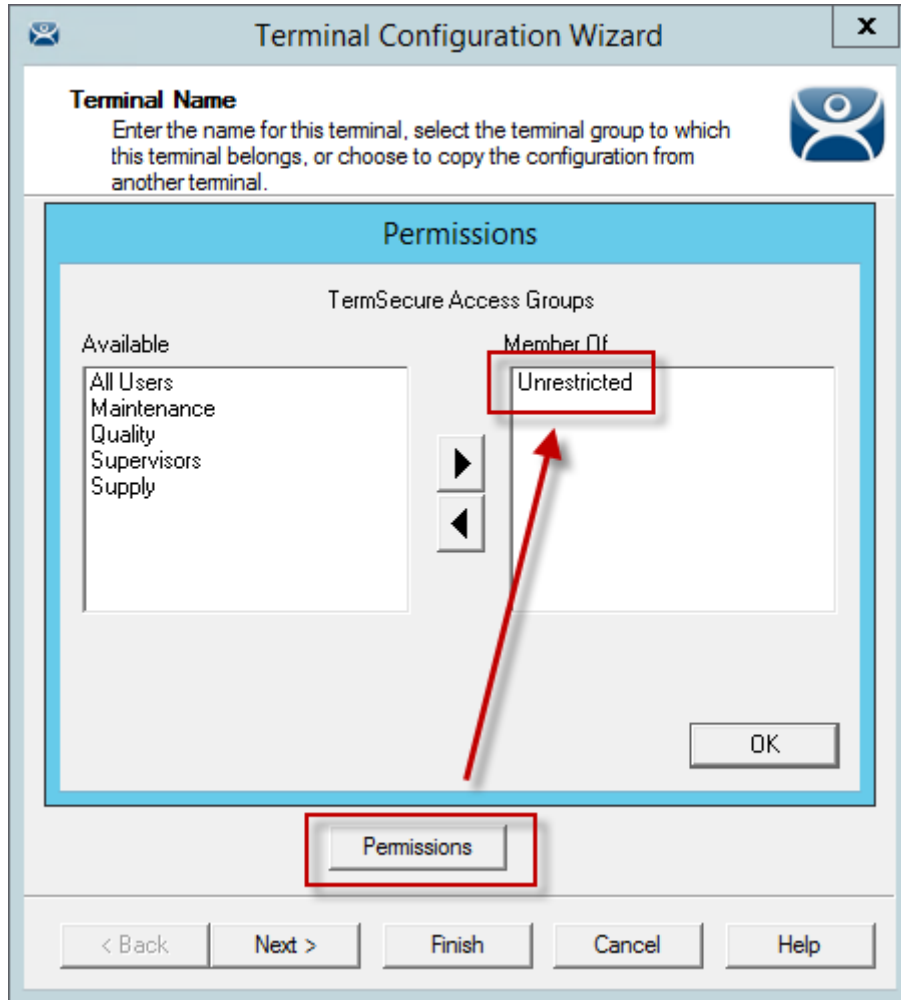 Terminal Configuration Wizard
x
Terminal Name
Enter the name for this terminal, select the terminal group to which
this terminal belongs, or choose to copy the configuration from
another terminal.
Permissions
TermSecure Access Groups
Available
Member Of
All Users
Maintenance
Quality
Supervisors
Supply
Unrestricted
OK
Permissions
< Back
Next >
Finish
Cancel
Help